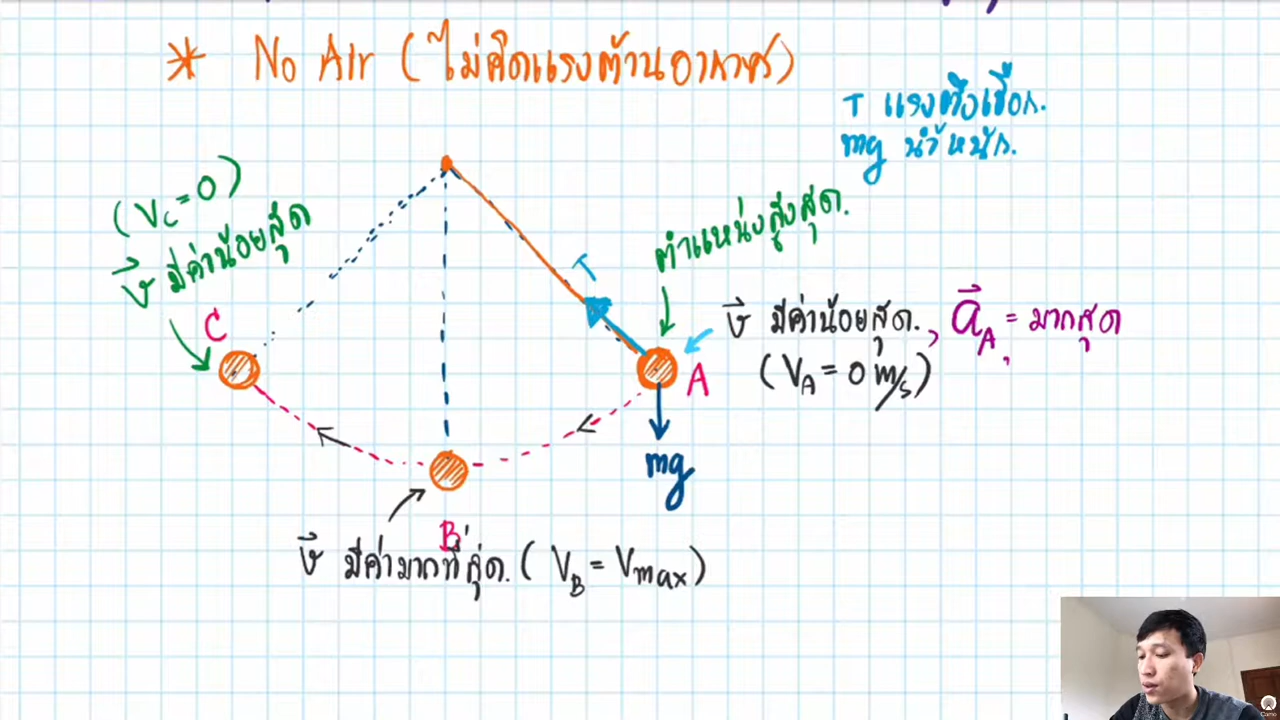 * No Air (ไม่คิดแรงต้านอากาศ)
T แรงตึงเชือก.
mg น้ำหนัก.
(Vc = 0)
v⃗ มีค่าน้อยสุด
ตำแหน่งสูงสุด.
T
v⃗ มีค่าน้อยสุด., a⃗A = มากสุด
(VA = 0 m/s)
C
A
mg
B
v⃗ มีค่ามากที่สุด. (VB = Vmax)